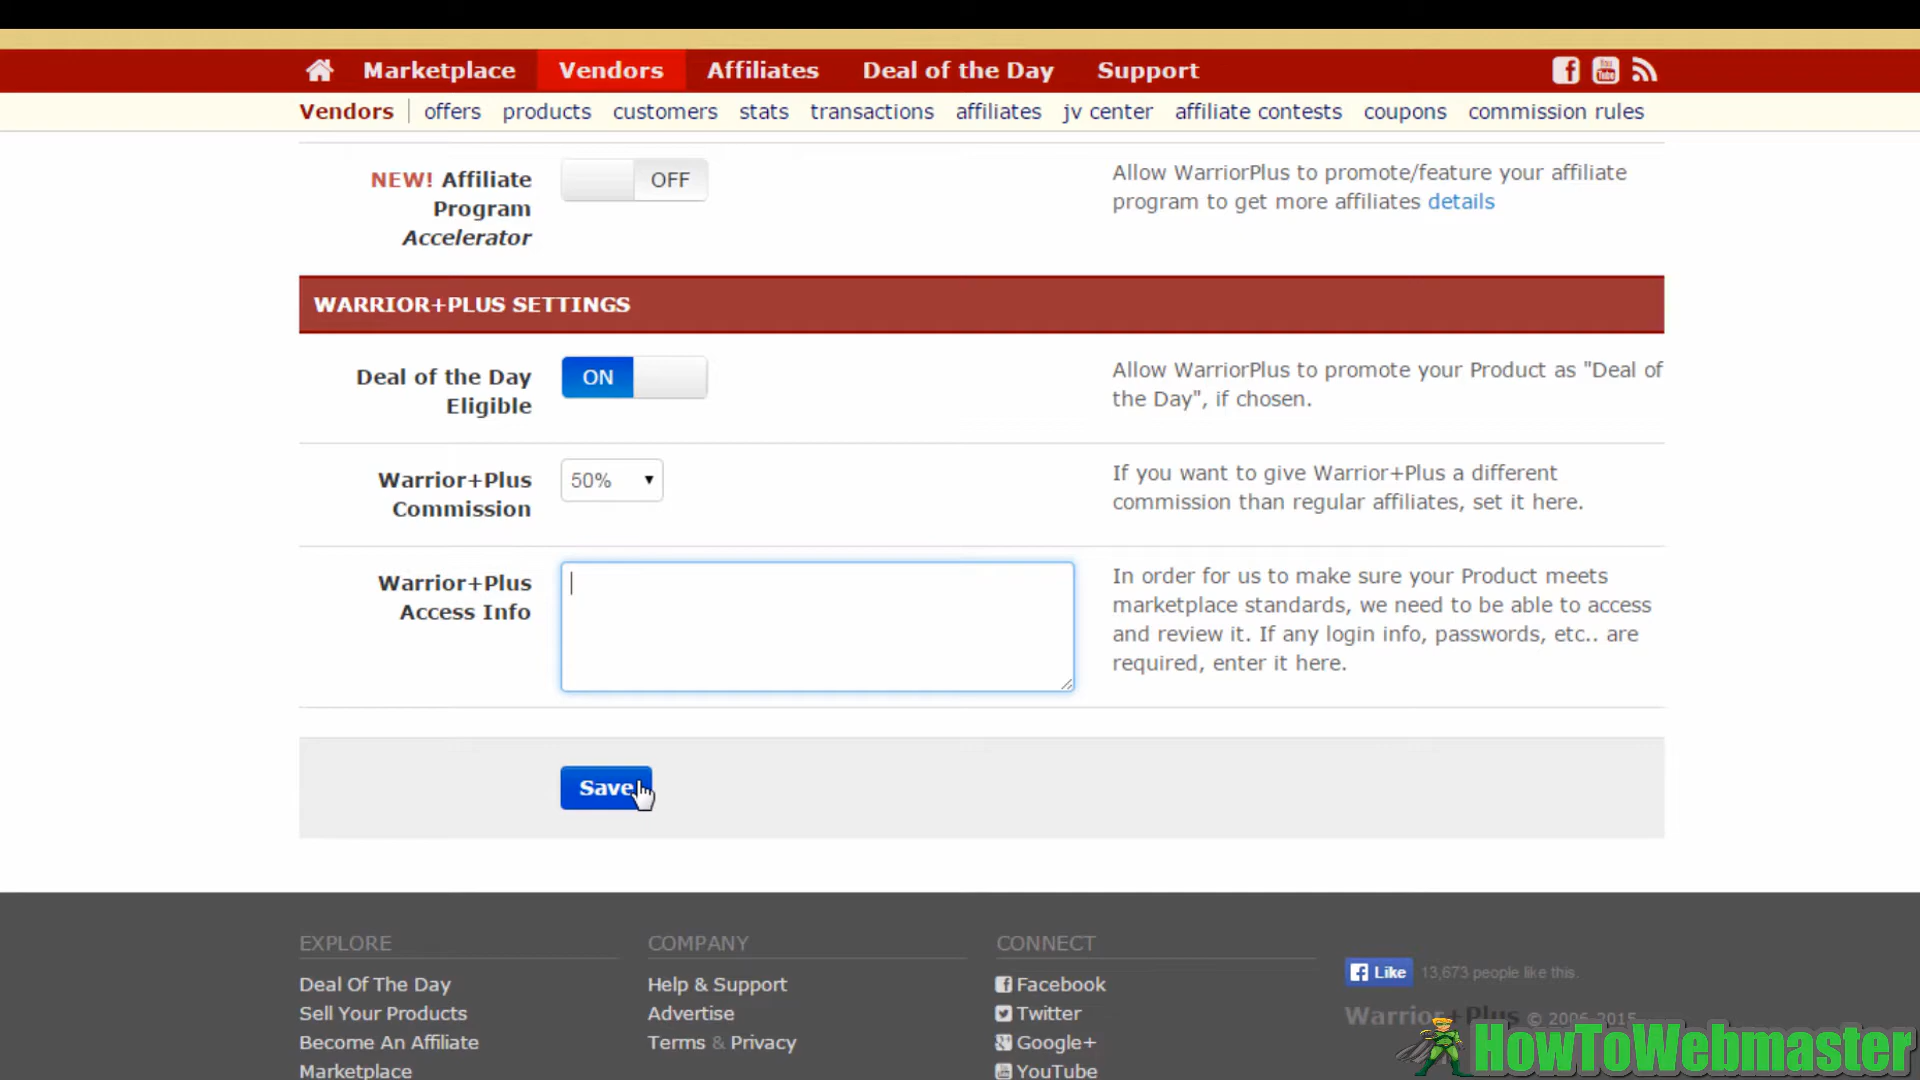 Marketplace Vendors Affiliates Deal of the Day Support
Vendors offers products customers stats transactions affiliates jv center affiliate contests coupons commission rules
NEW! Affiliate
Program
Accelerator
OFF
Allow WarriorPlus to promote/feature your affiliate
program to get more affiliates details
WARRIOR+PLUS SETTINGS
Deal of the Day
Eligible
ON
Allow WarriorPlus to promote your Product as "Deal of
the Day", if chosen.
Warrior+Plus
Commission
50%
If you want to give Warrior+Plus a different
commission than regular affiliates, set it here.
Warrior+Plus
Access Info
In order for us to make sure your Product meets
marketplace standards, we need to be able to access
and review it. If any login info, passwords, etc.. are
required, enter it here.
Save
EXPLORE
Deal Of The Day
Sell Your Products
Become An Affiliate
Marketplace
COMPANY
Help & Support
Advertise
Terms & Privacy
CONNECT
Facebook
Twitter
Google+
YouTube
Like 13,673 people like this.
Warrior+Plus © 2006-2015
HowToWebmaster